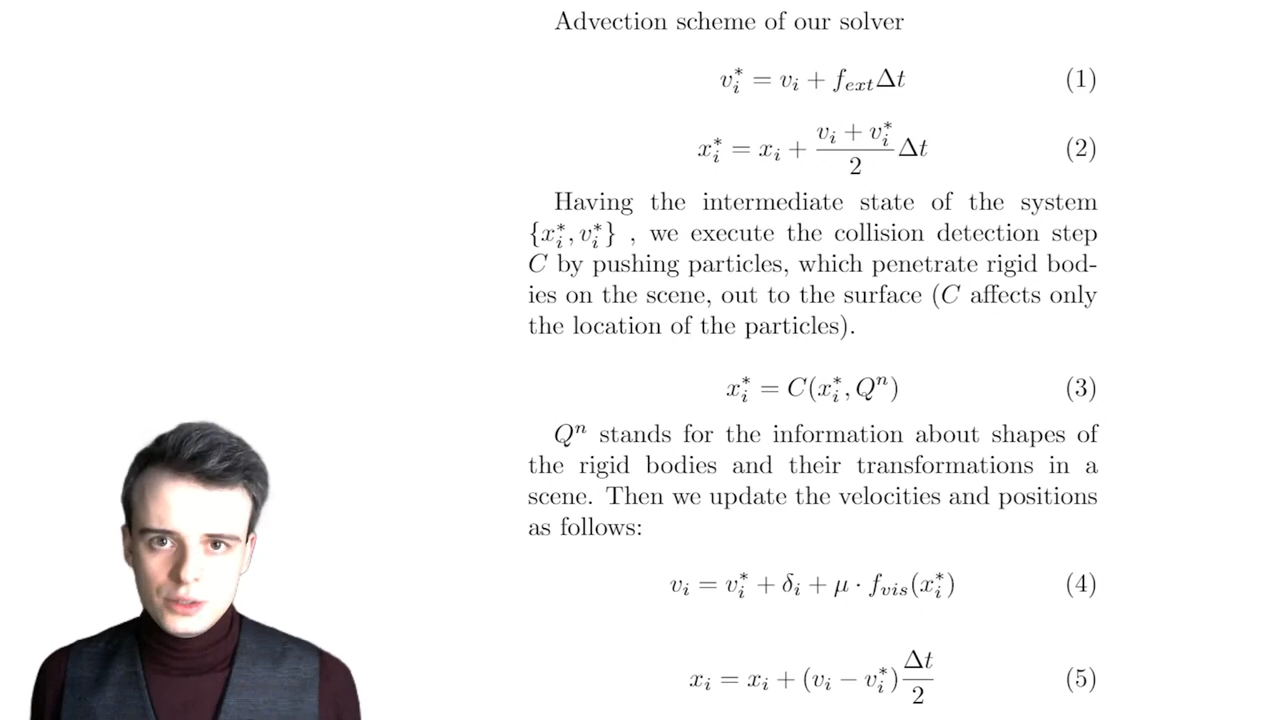 Advection scheme of our solver
v_i^* = v_i + f_{ext}Δt (1)
x_i^* = x_i + \frac{v_i + v_i^*}{2}Δt (2)
Having the intermediate state of the system
{x_i^*, v_i^*} , we execute the collision detection step
C by pushing particles, which penetrate rigid bod-
ies on the scene, out to the surface (C affects only
the location of the particles).
x_i^* = C(x_i^*, Q^n) (3)
Q^n stands for the information about shapes of
the rigid bodies and their transformations in a
scene. Then we update the velocities and positions
as follows:
v_i = v_i^* + δ_i + μ · f_{vis}(x_i^*) (4)
x_i = x_i + (v_i − v_i^*)\frac{Δt}{2} (5)